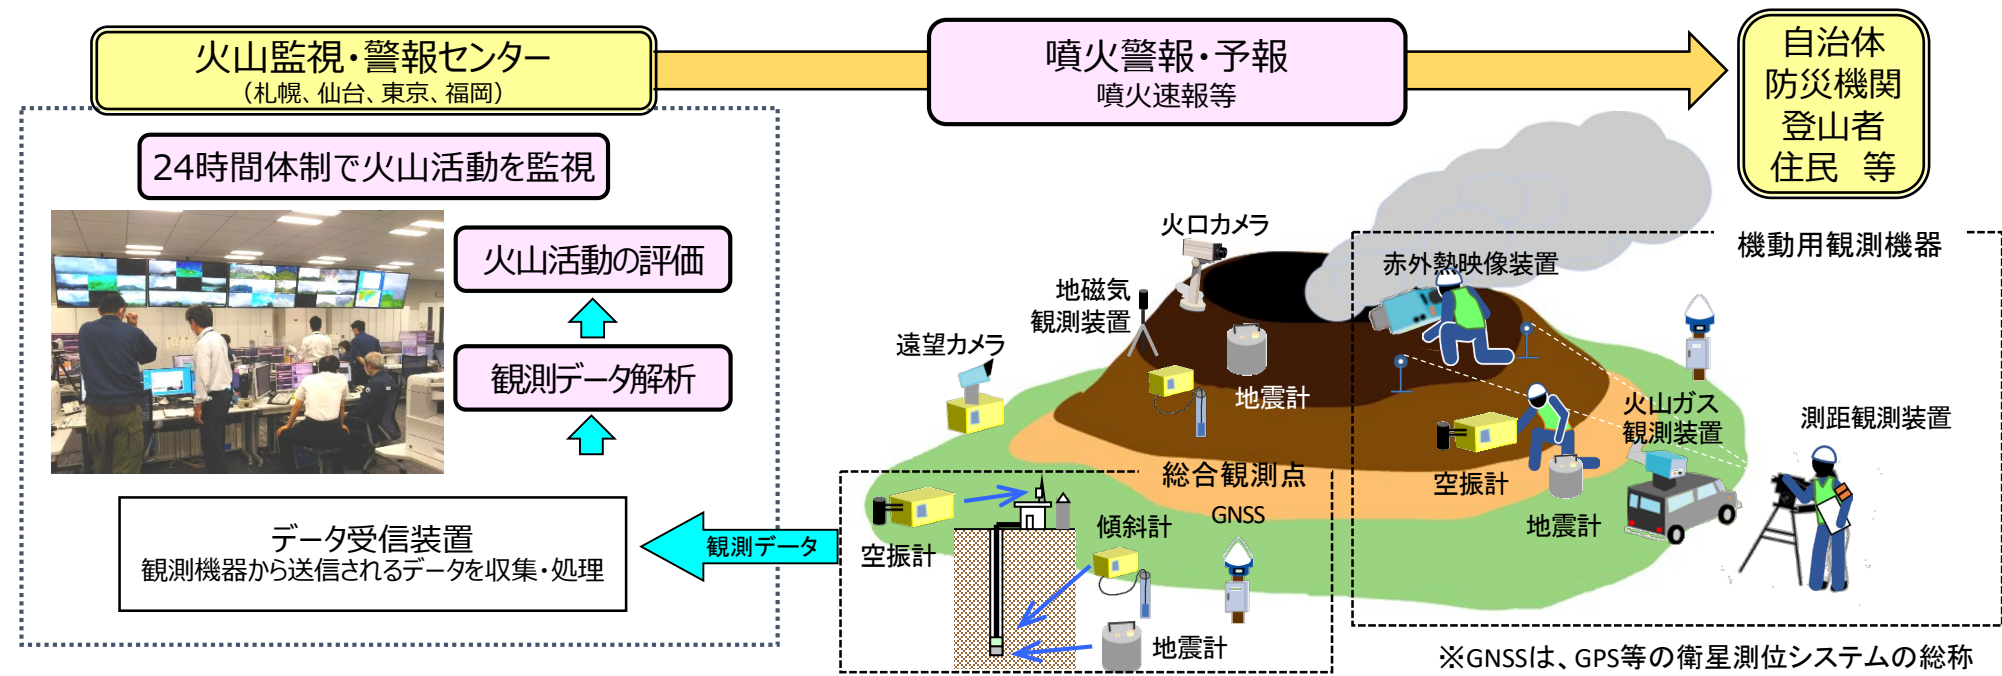 火山監視・警報センター
（札幌、仙台、東京、福岡）
噴火警報・予報
噴火速報等
自治体
防災機関
登山者
住民　等
24時間体制で火山活動を監視
火山活動の評価
観測データ解析
データ受信装置
観測機器から送信されるデータを収集・処理
観測データ
火口カメラ
地磁気
観測装置
遠望カメラ
地震計
機動用観測機器
赤外熱映像装置
火山ガス
観測装置
測距観測装置
空振計
地震計
総合観測点
GNSS
傾斜計
空振計
地震計
※GNSSは、GPS等の衛星測位システムの総称